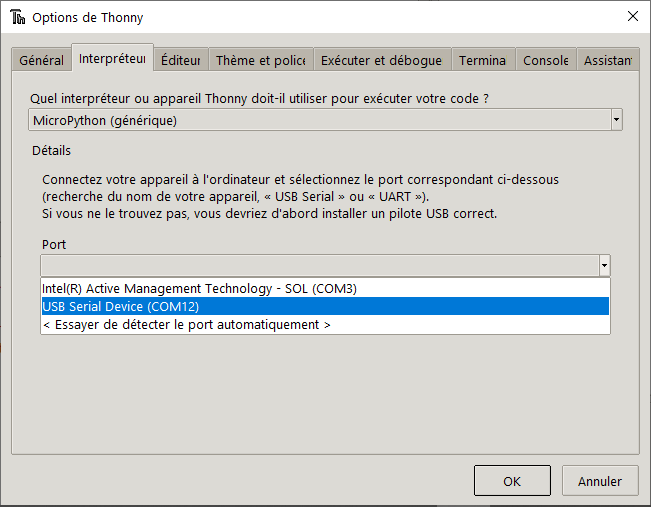 Options de Thonny
Général Interpréteur Éditeur Thème et police Exécuter et débogue Termina Console Assistan
Quel interpréteur ou appareil Thonny doit-il utiliser pour exécuter votre code ?
MicroPython (générique)
Détails
Connectez votre appareil à l'ordinateur et sélectionnez le port correspondant ci-dessous
(recherche du nom de votre appareil, « USB Serial » ou « UART »).
Si vous ne le trouvez pas, vous devriez d'abord installer un pilote USB correct.
Port
Intel(R) Active Management Technology - SOL (COM3)
USB Serial Device (COM12)
< Essayer de détecter le port automatiquement >
OK Annuler